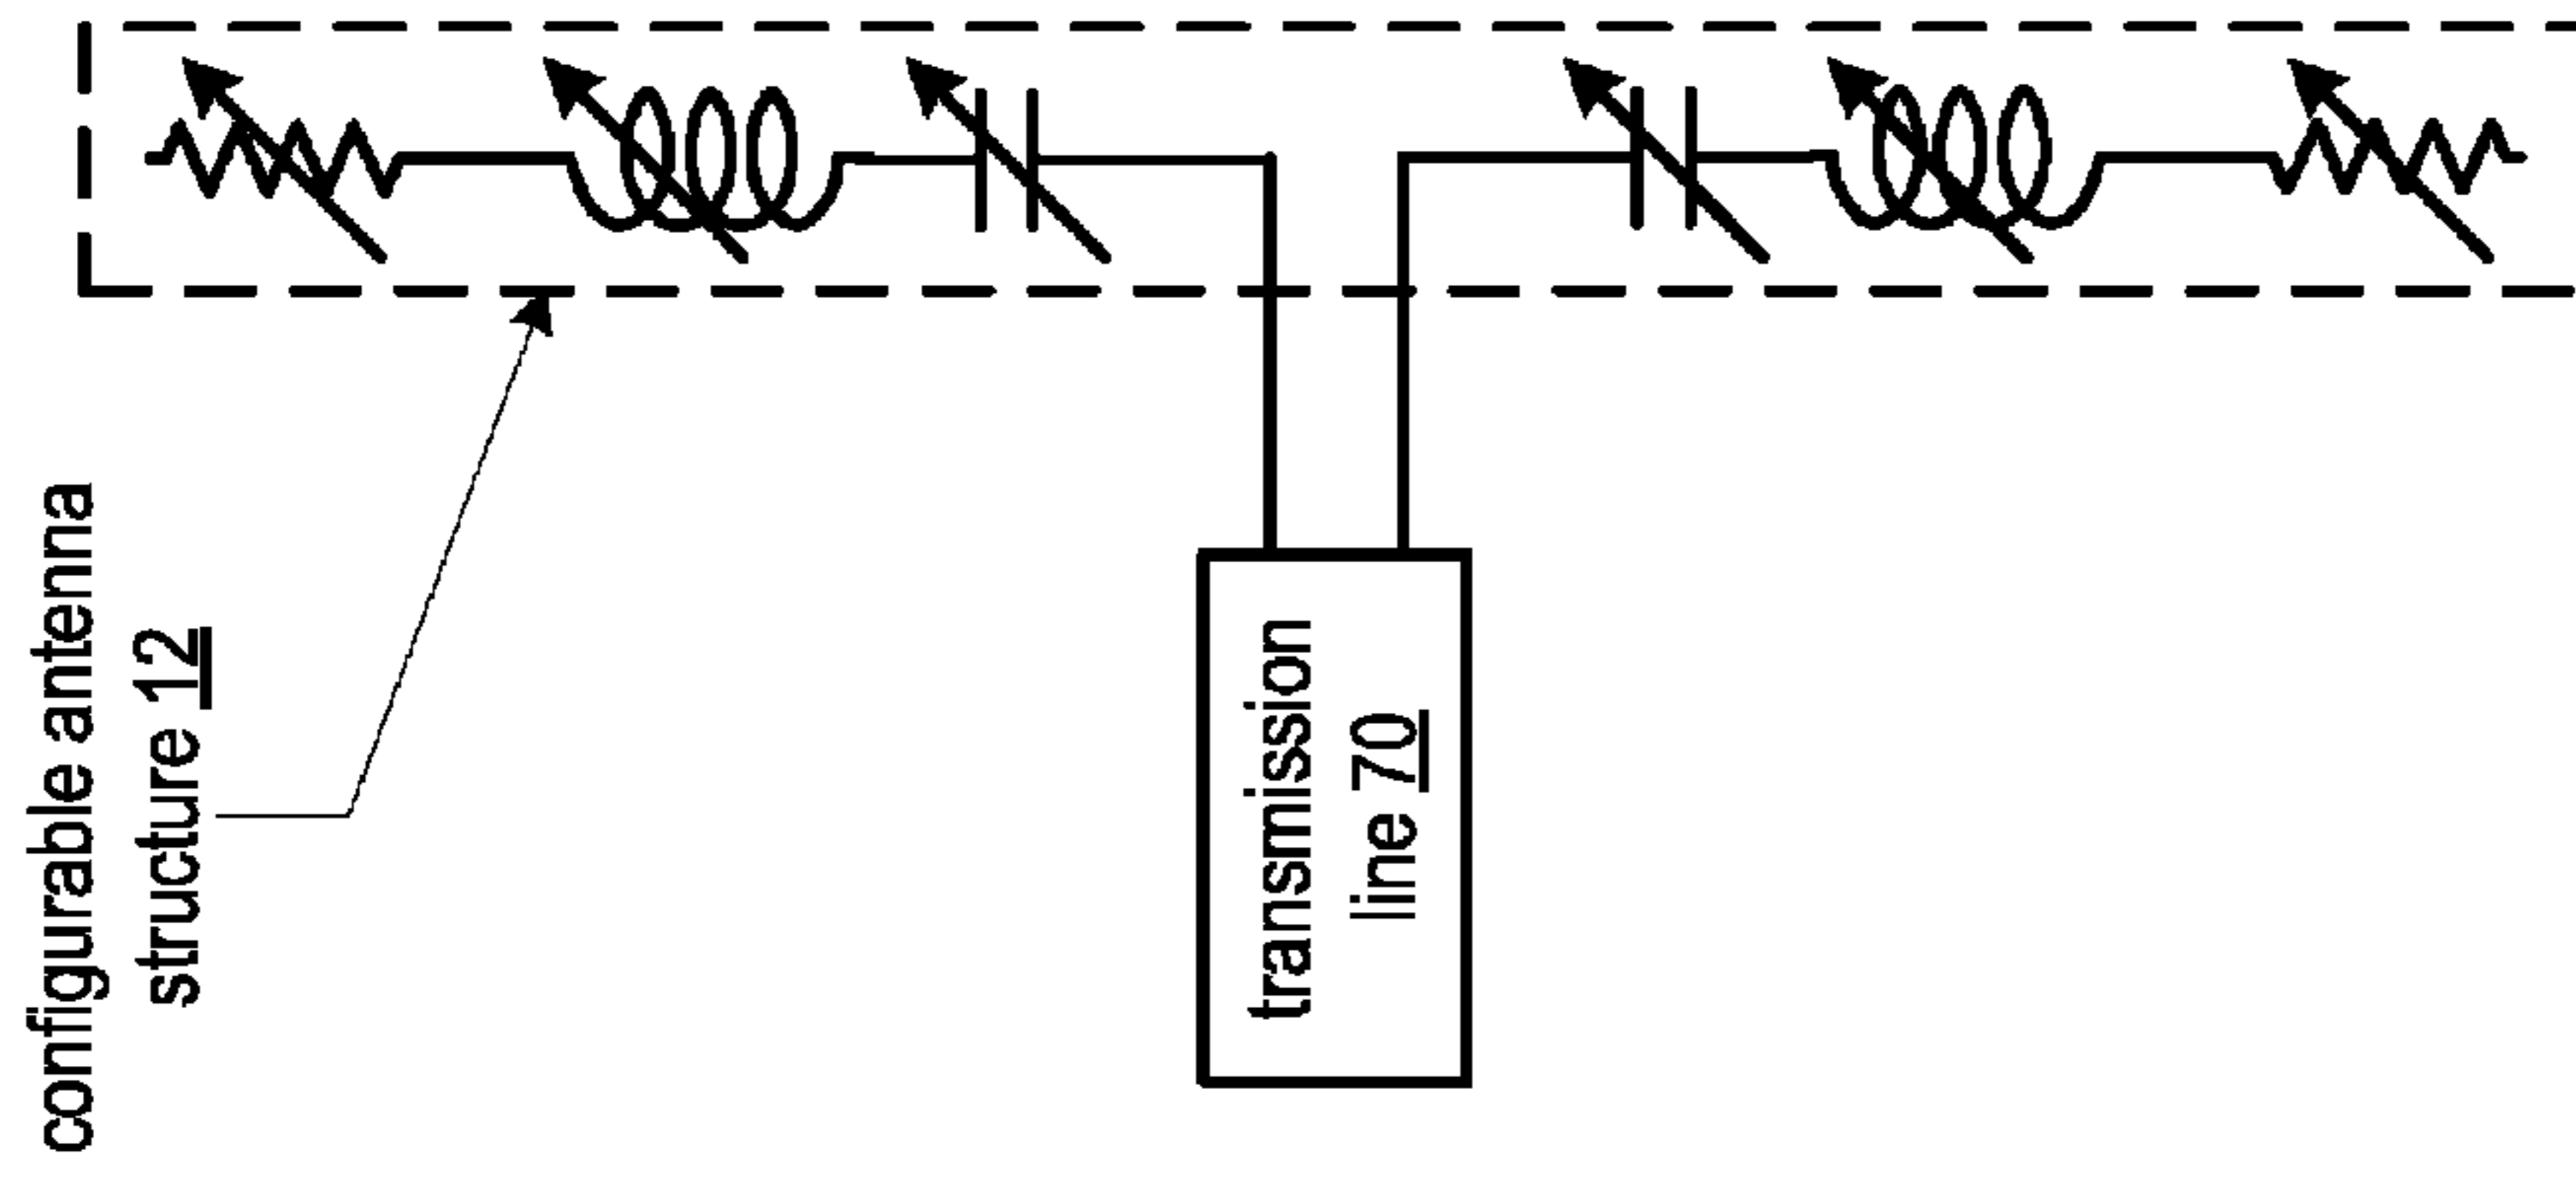 configurable antenna
structure 12
transmission
line 70